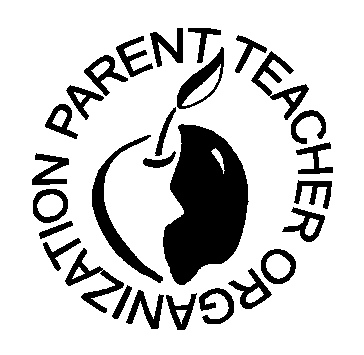 PARENT TEACHER ORGANIZATION